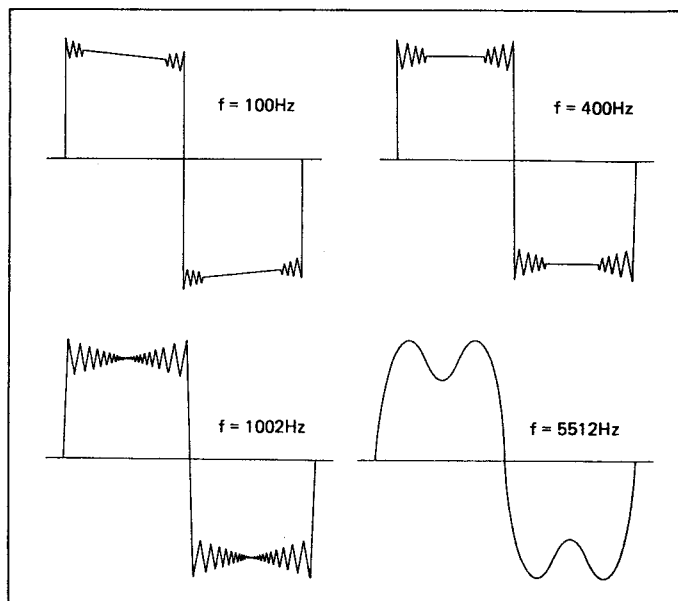 f = 100Hz
f = 400Hz
f = 1002Hz
f = 5512Hz